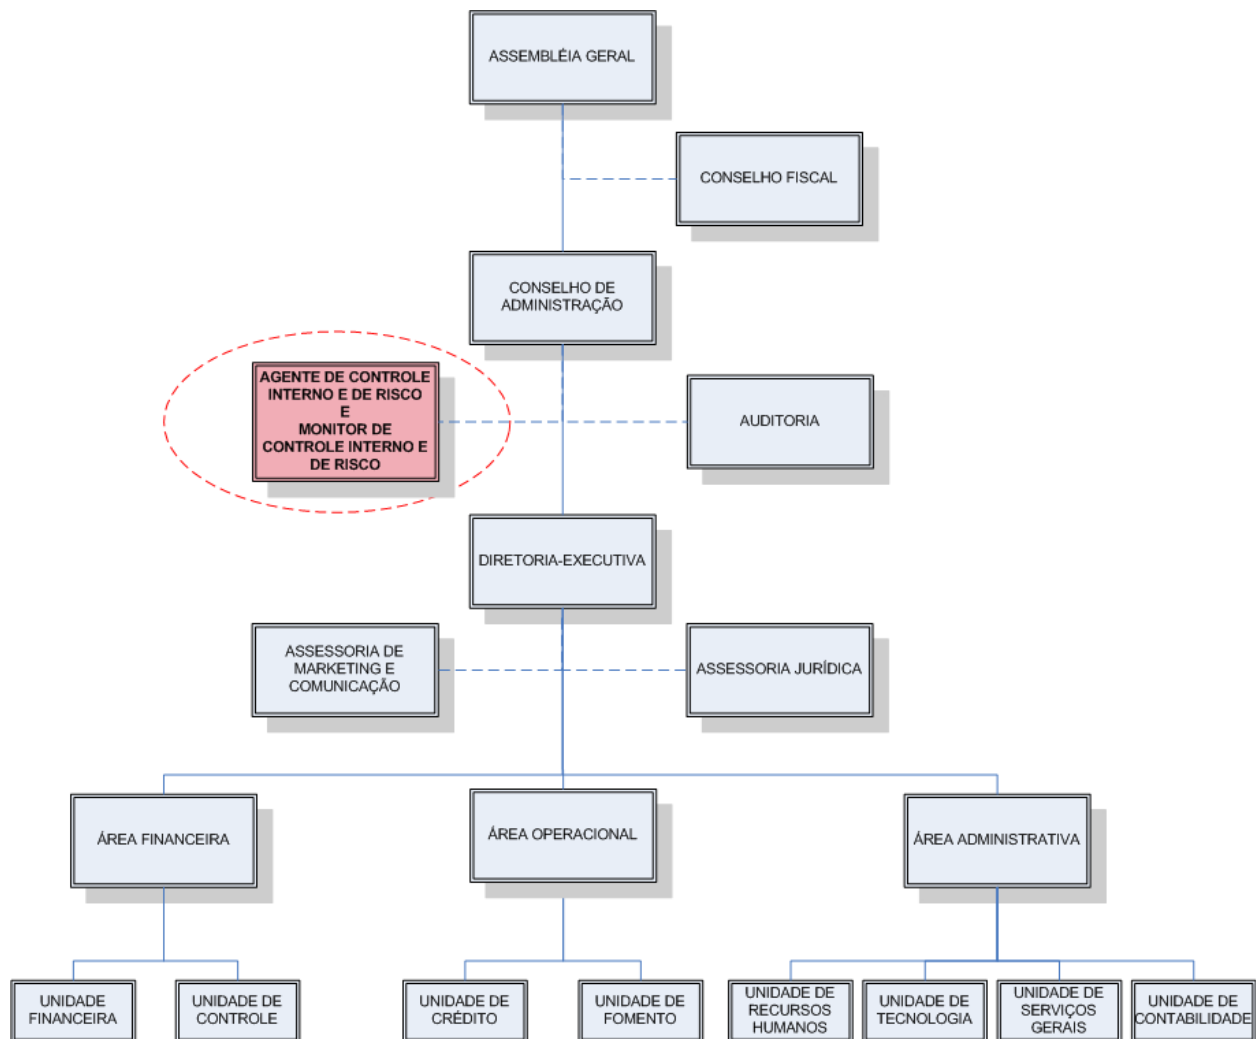 ASSEMBLÉIA GERAL
CONSELHO FISCAL
CONSELHO DE
ADMINISTRAÇÃO
AGENTE DE CONTROLE
INTERNO E DE RISCO
E
MONITOR DE
CONTROLE INTERNO E
DE RISCO
AUDITORIA
DIRETORIA-EXECUTIVA
ASSESSORIA DE
MARKETING E
COMUNICAÇÃO
ASSESSORIA JURÍDICA
ÁREA FINANCEIRA
ÁREA OPERACIONAL
ÁREA ADMINISTRATIVA
UNIDADE
FINANCEIRA
UNIDADE DE
CONTROLE
UNIDADE DE
CRÉDITO
UNIDADE DE
FOMENTO
UNIDADE DE
RECURSOS
HUMANOS
UNIDADE DE
TECNOLOGIA
UNIDADE DE
SERVIÇOS
GERAIS
UNIDADE DE
CONTABILIDADE